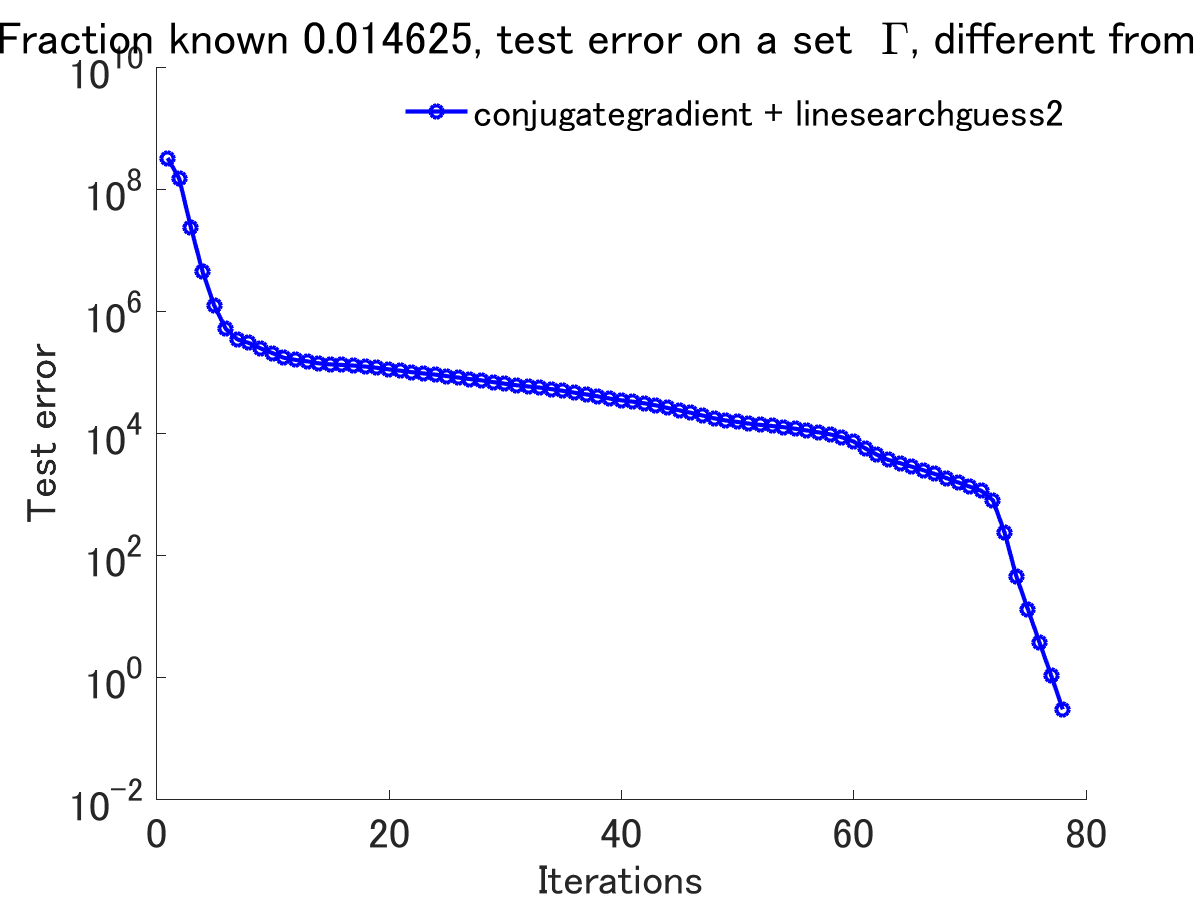 Fraction known 0.014625, test error on a set Γ, different from
10^10
conjugategradient + linesearchguess2
10^8
10^6
10^4
10^2
10^0
10^-2
Test error
0 20 40 60 80
Iterations